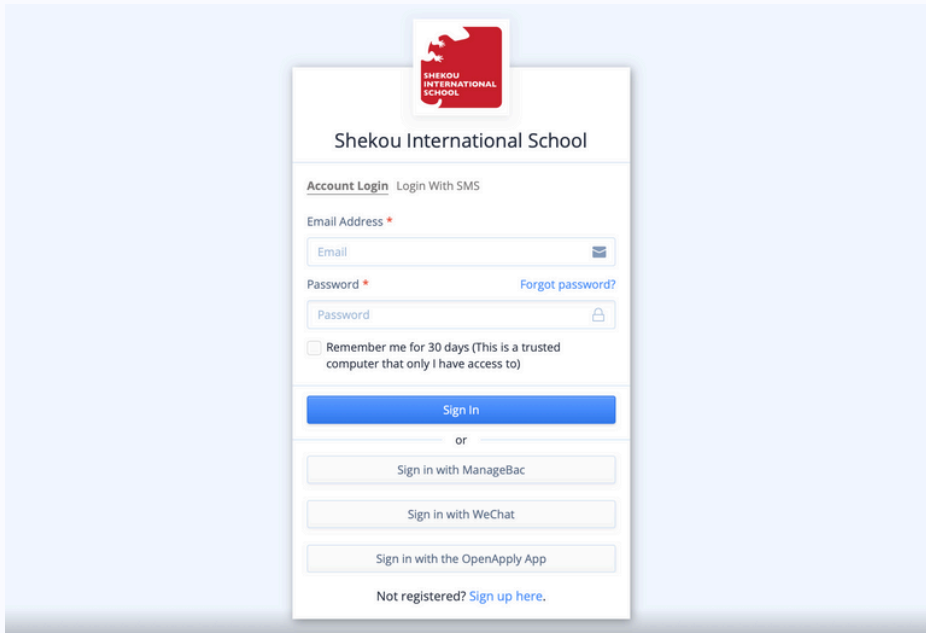 SHEKOU
INTERNATIONAL
SCHOOL
Shekou International School
Account Login Login With SMS
Email Address *
Email
Password * Forgot password?
Password
Remember me for 30 days (This is a trusted
computer that only I have access to)
Sign In
or
Sign in with ManageBac
Sign in with WeChat
Sign in with the OpenApply App
Not registered? Sign up here.